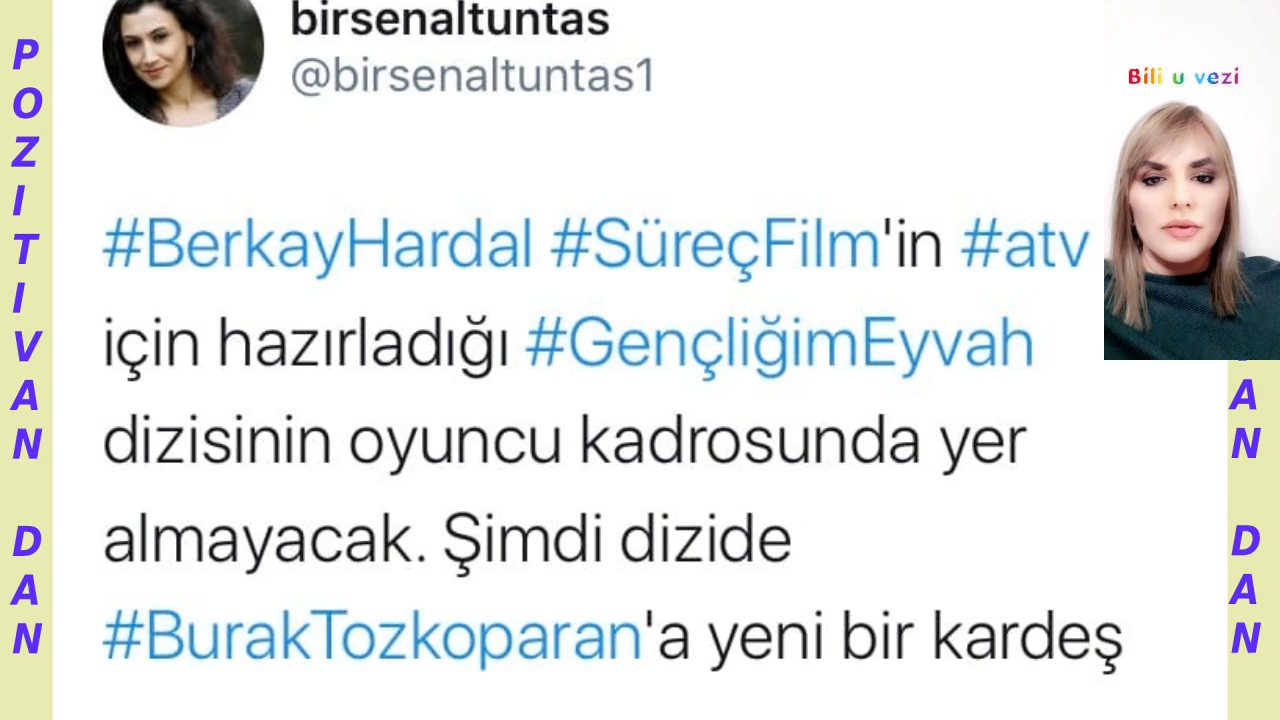 POZITIVAN DAN
birsenaltuntas
@birsenaltuntas1
#BerkayHardal #SüreçFilm'in #atv
için hazırladığı #GençliğimEyvah
dizisinin oyuncu kadrosunda yer
almayacak. Şimdi dizide
#BurakTozkoparan'a yeni bir kardeş
Bili u vezi
AN DAN